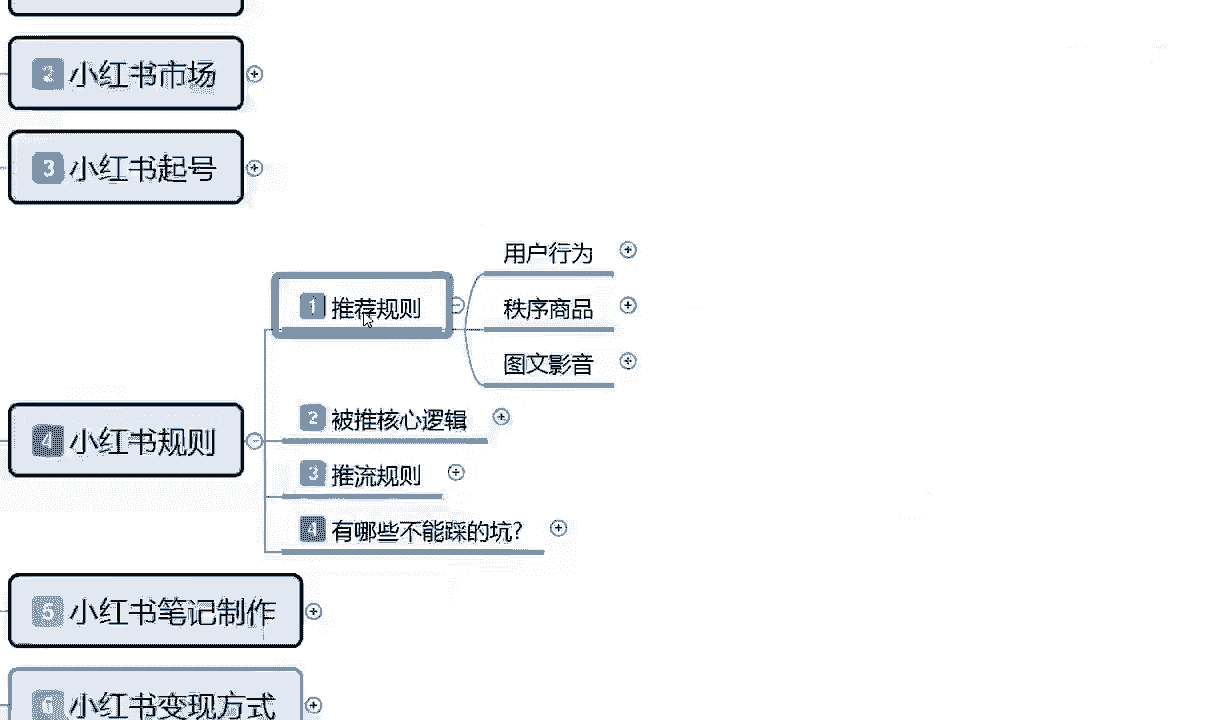 2 小红书市场
3 小红书起号
用户行为
1 推荐规则
秩序商品
图文影音
2 被推核心逻辑
4 小红书规则
3 推流规则
4 有哪些不能踩的坑?
5 小红书笔记制作
6 小红书变现方式